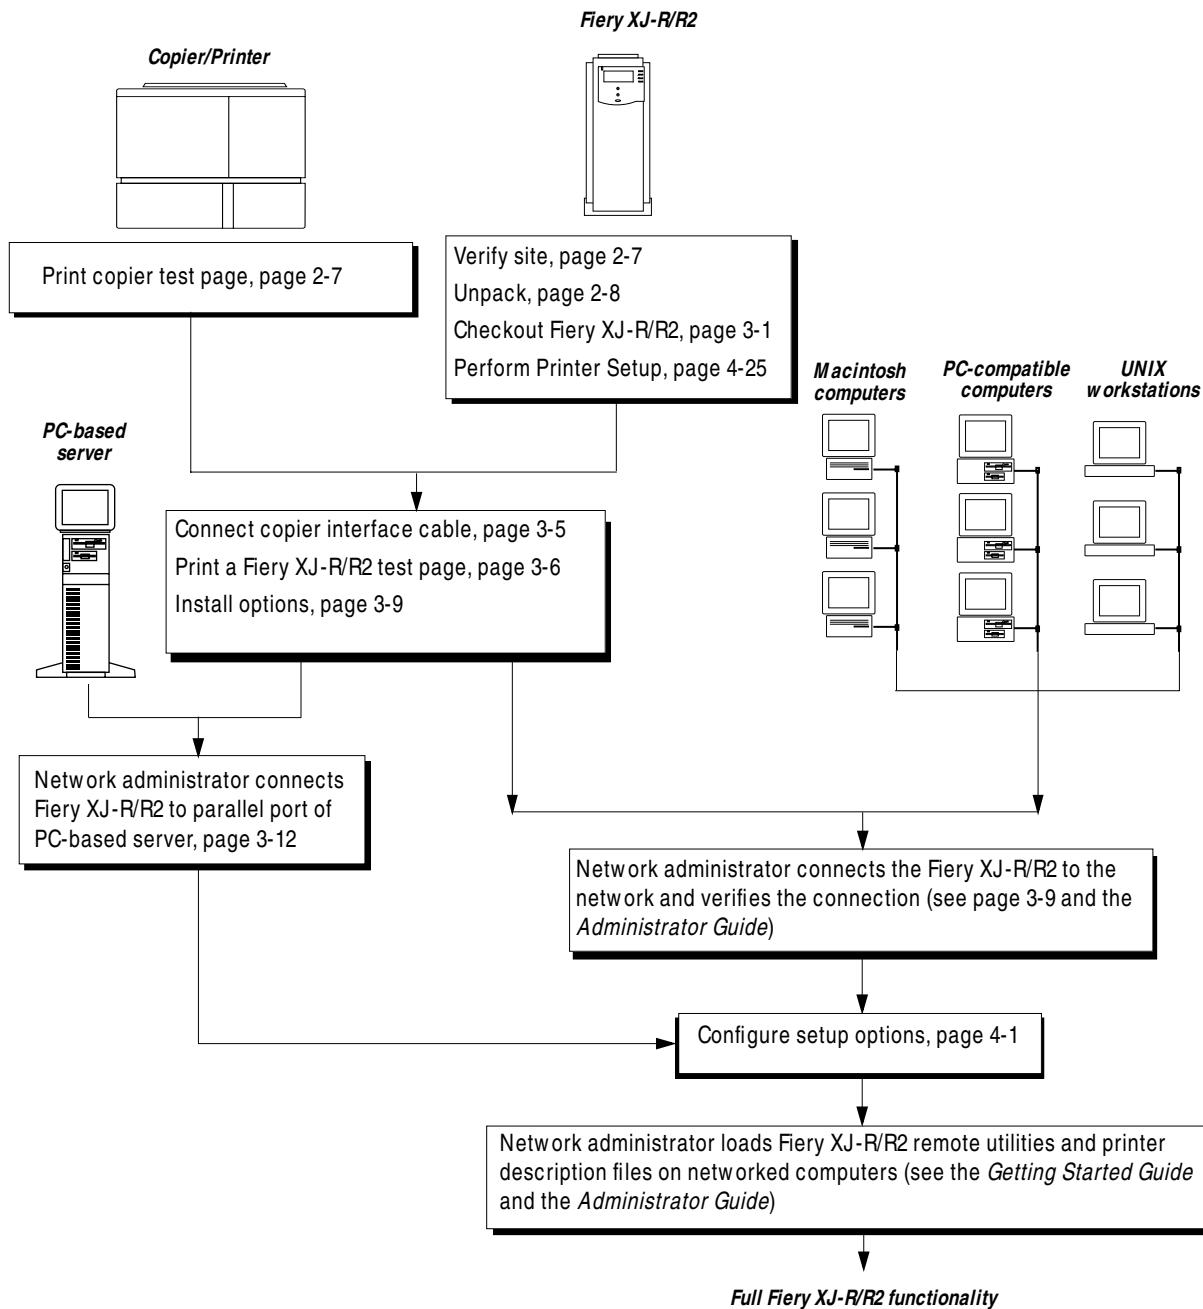 Fiery XJ-R/R2
Copier/Printer
Print copier test page, page 2-7
Verify site, page 2-7
Unpack, page 2-8
Checkout Fiery XJ-R/R2, page 3-1
Perform Printer Setup, page 4-25
Macintosh
computers
PC-compatible
computers
UNIX
workstations
PC-based
server
Connect copier interface cable, page 3-5
Print a Fiery XJ-R/R2 test page, page 3-6
Install options, page 3-9
Network administrator connects
Fiery XJ-R/R2 to parallel port of
PC-based server, page 3-12
Network administrator connects the Fiery XJ-R/R2 to the
network and verifies the connection (see page 3-9 and the
Administrator Guide)
Configure setup options, page 4-1
Network administrator loads Fiery XJ-R/R2 remote utilities and printer
description files on networked computers (see the Getting Started Guide
and the Administrator Guide)
Full Fiery XJ-R/R2 functionality